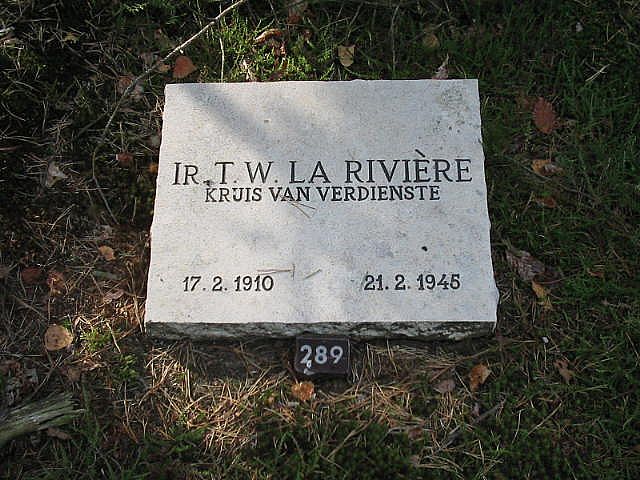 IR. T. W. LA RIVIÈRE
KRUIS VAN VERDIENSTE
17. 2. 1910 21. 2. 1945
289